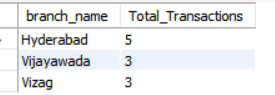 branch_name Total_Transactions
Hyderabad 5
Vijayawada 3
Vizag 3